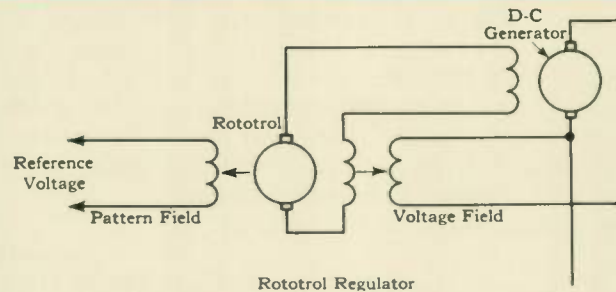 D-C
Generator
Rototrol
Reference
Voltage
Pattern Field
Voltage Field
Rototrol Regulator